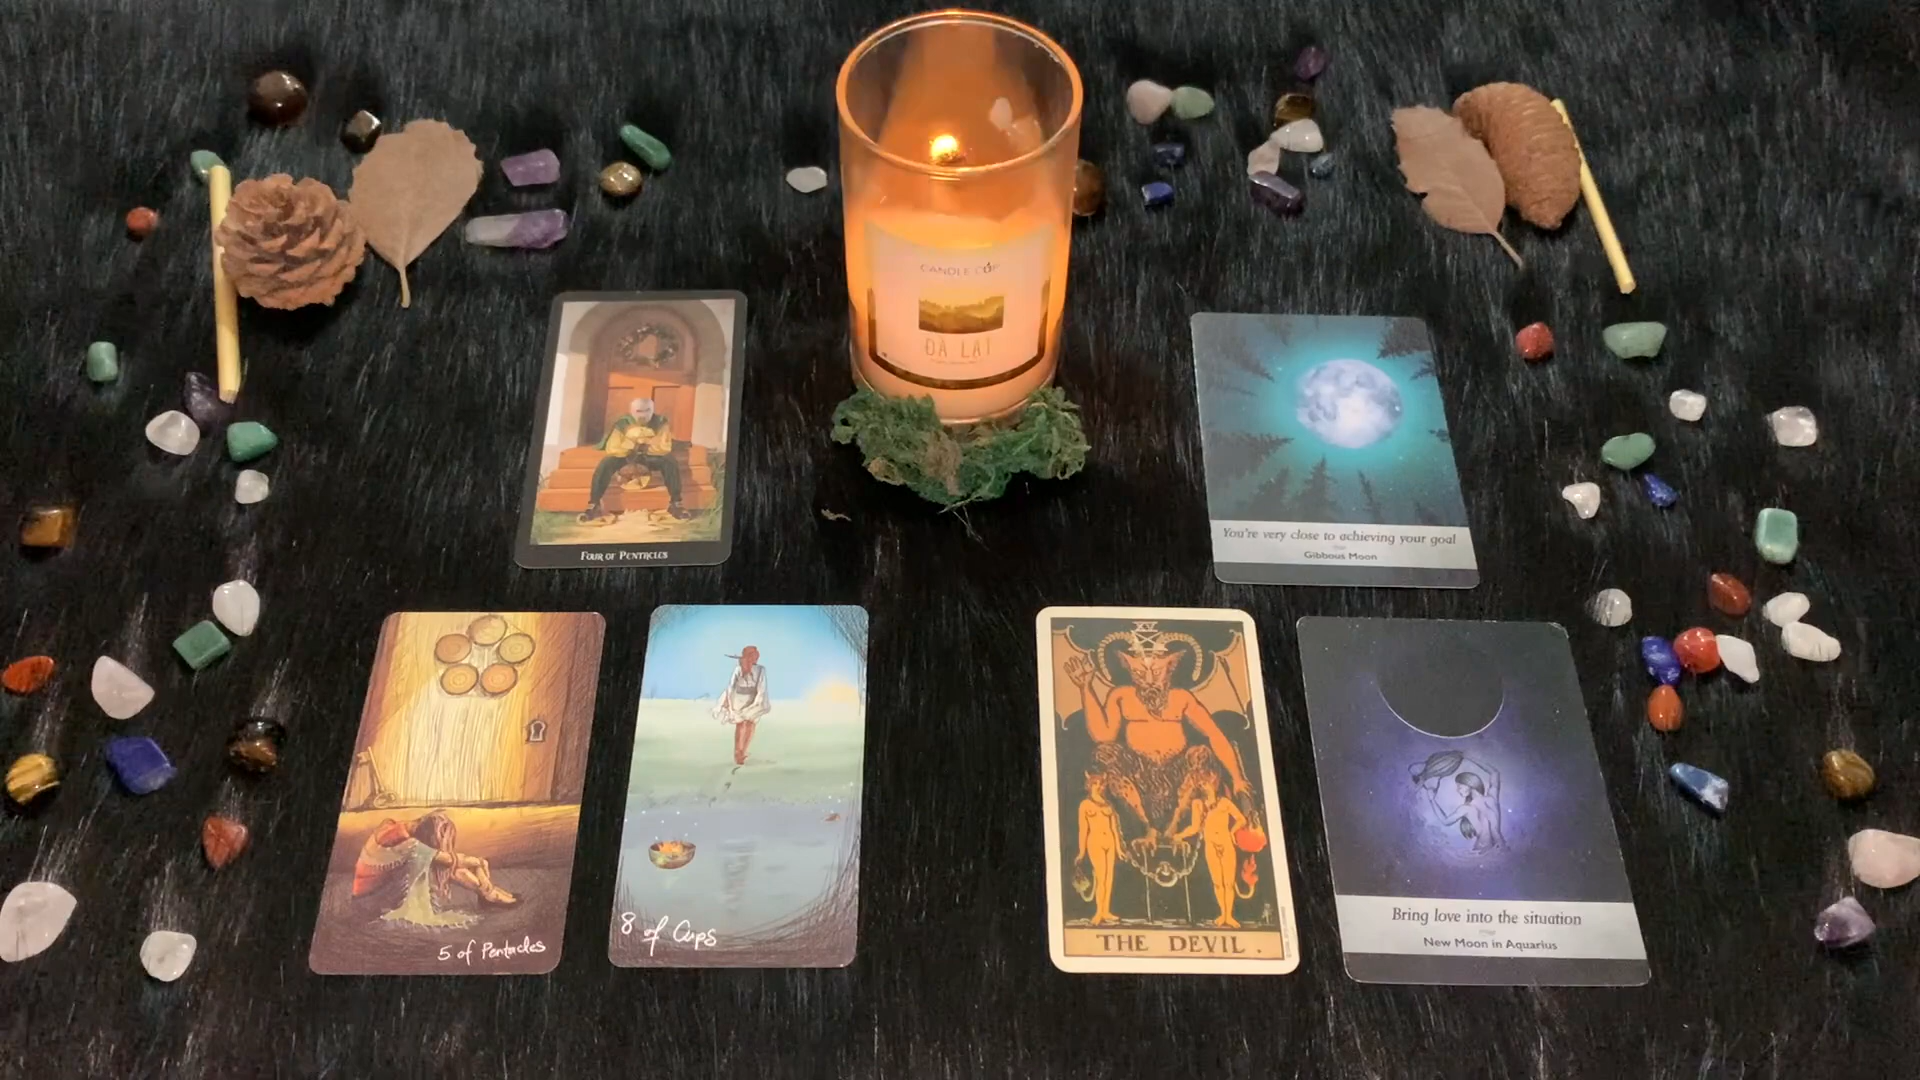 CANDLE CUP
ĐÀ LẠT
FOUR OF PENTACLES
You're very close to achieving your goal
Gibbous Moon
5 of Pentacles
8 of Cups
XV
THE DEVIL.
Bring love into the situation
New Moon in Aquarius